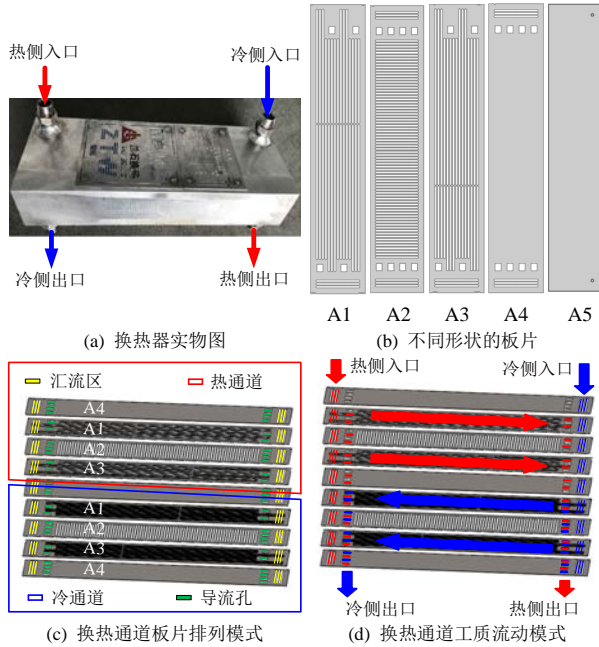 热侧入口
冷侧入口
ZTW
冷侧出口
热侧出口
A1 A2 A3 A4 A5
(a) 换热器实物图
(b) 不同形状的板片
汇流区
热通道
A4
A1
A2
A3
A1
A2
A3
A4
冷通道
导流孔
(c) 换热通道板片排列模式
热侧入口
冷侧入口
冷侧出口
热侧出口
(d) 换热通道工质流动模式